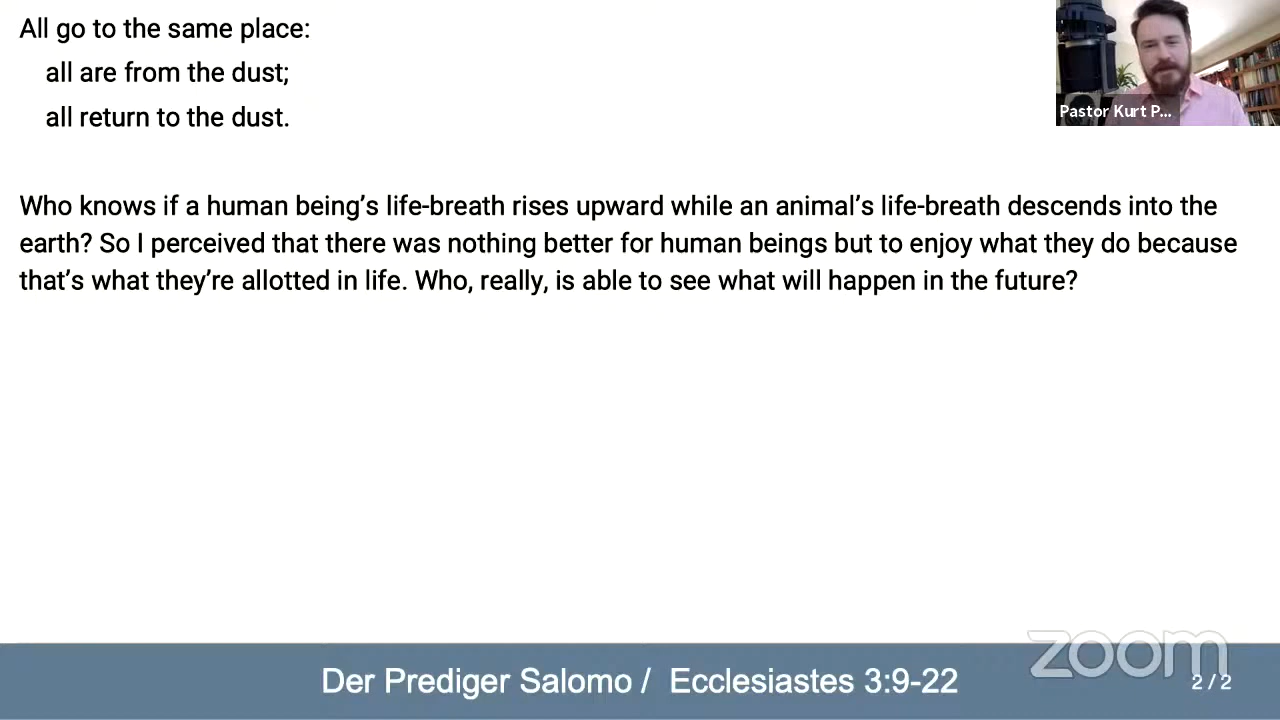 All go to the same place:
all are from the dust;
all return to the dust.
Pastor Kurt P...
Who knows if a human being’s life-breath rises upward while an animal’s life-breath descends into the
earth? So I perceived that there was nothing better for human beings but to enjoy what they do because
that’s what they’re allotted in life. Who, really, is able to see what will happen in the future?
zoom
Der Prediger Salomo / Ecclesiastes 3:9-22
2 / 2